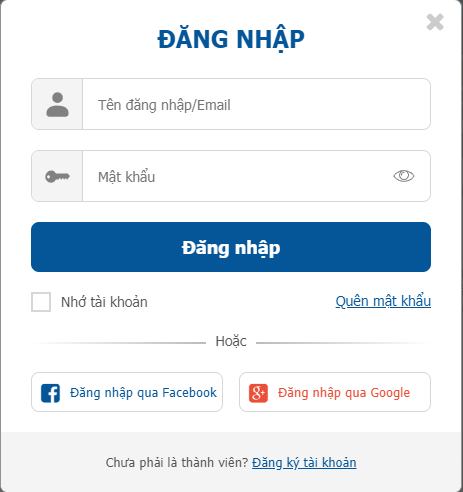 ĐĂNG NHẬP
Tên đăng nhập/Email
Mật khẩu
Đăng nhập
Nhớ tài khoản
Quên mật khẩu
Hoặc
Đăng nhập qua Facebook
Đăng nhập qua Google
Chưa phải là thành viên? Đăng ký tài khoản